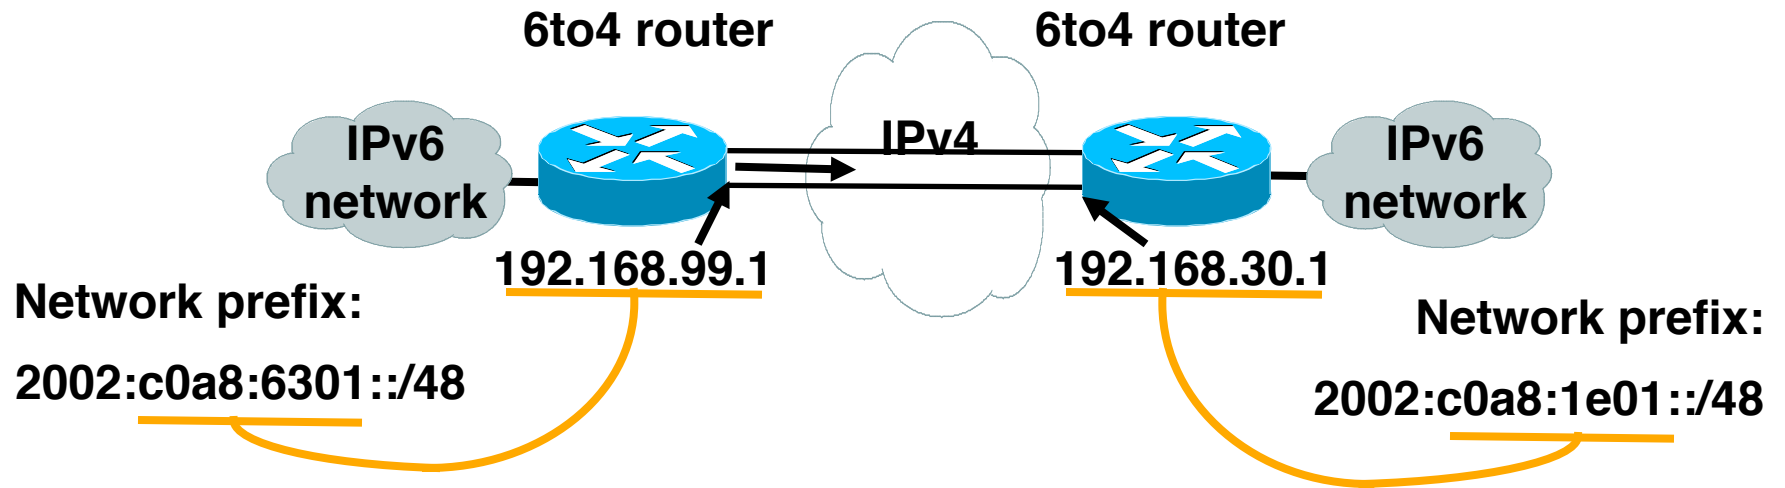 6to4 router
6to4 router
IPv6
network
IPv4
IPv6
network
192.168.99.1
192.168.30.1
Network prefix:
2002:c0a8:6301::/48
Network prefix:
2002:c0a8:1e01::/48